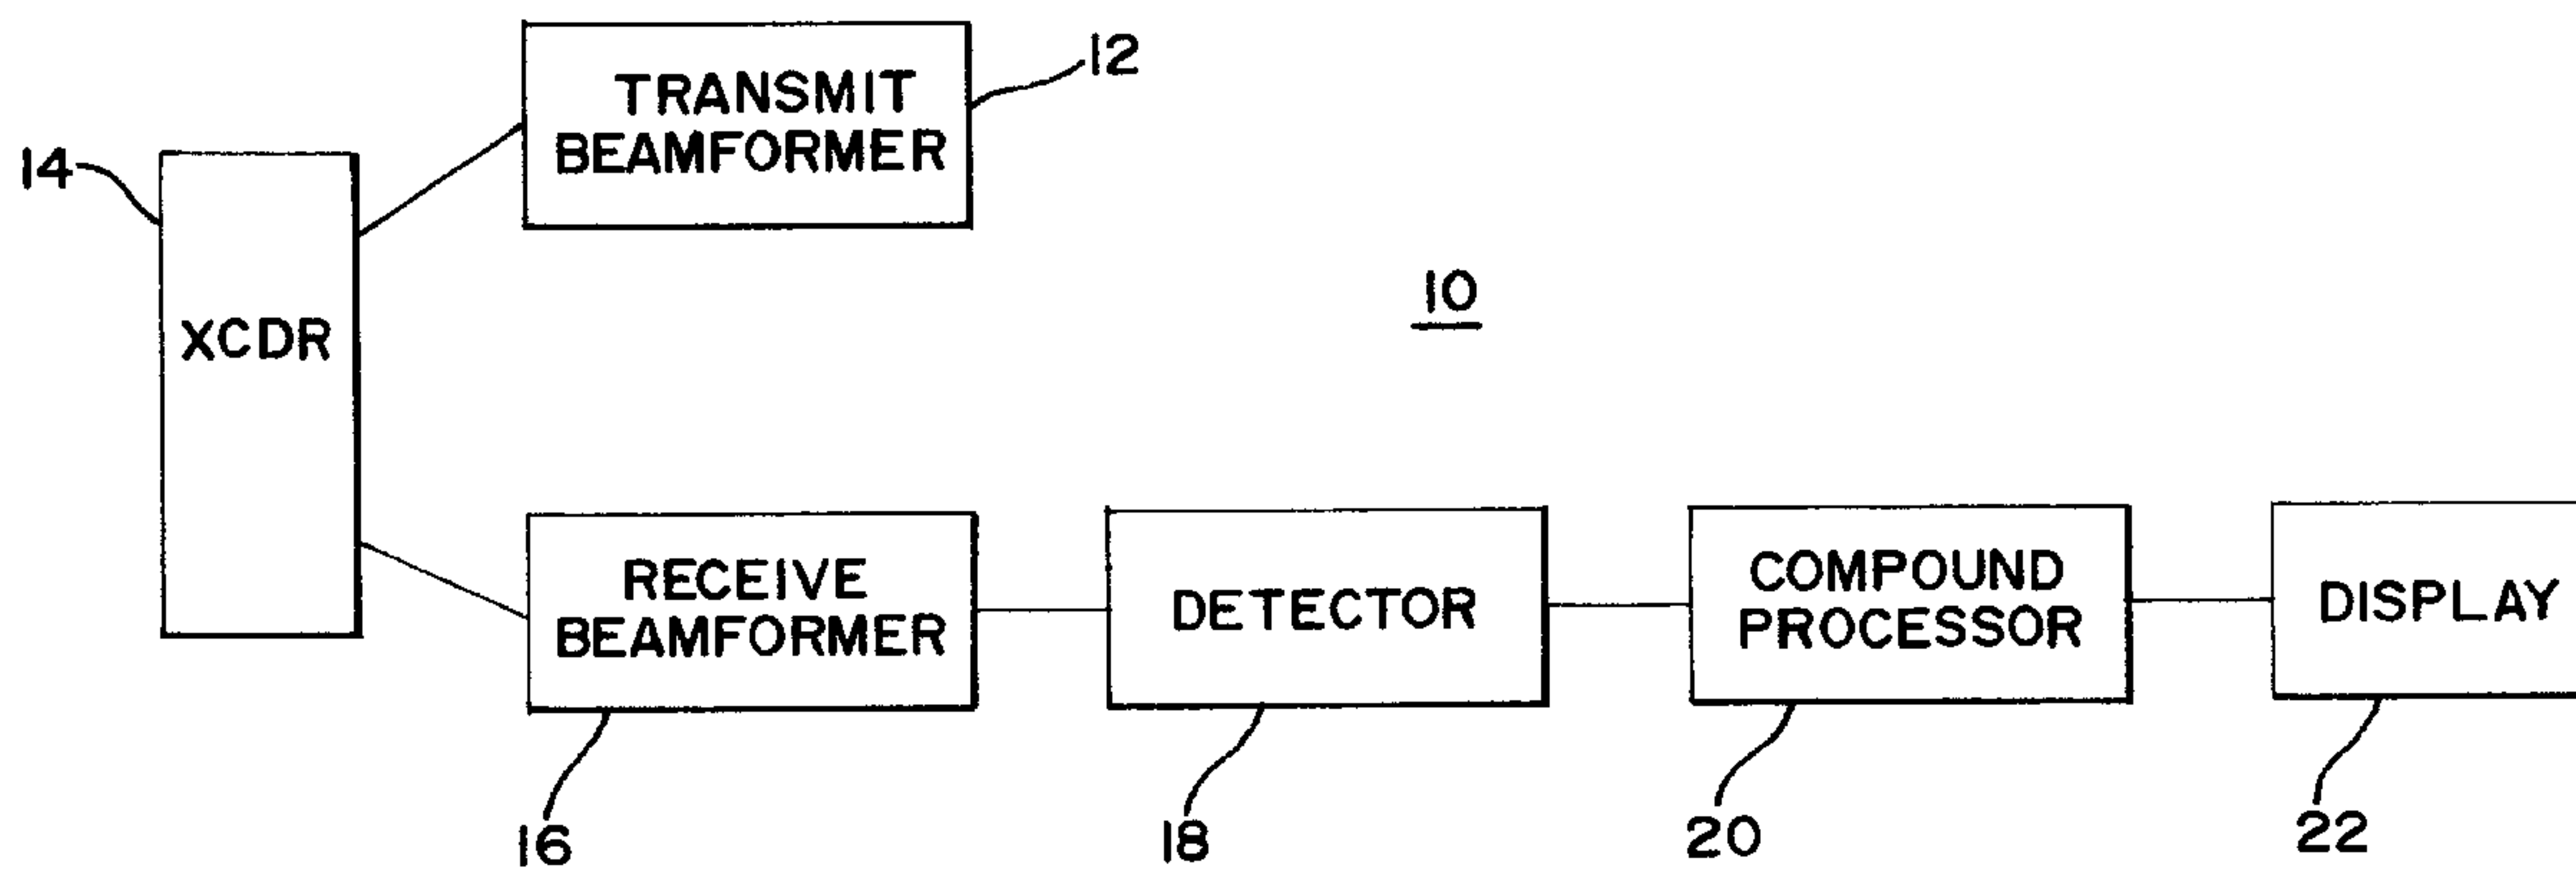 12
TRANSMIT
BEAMFORMER
14
XCDR
10
RECEIVE
BEAMFORMER
DETECTOR
COMPOUND
PROCESSOR
DISPLAY
16
18
20
22